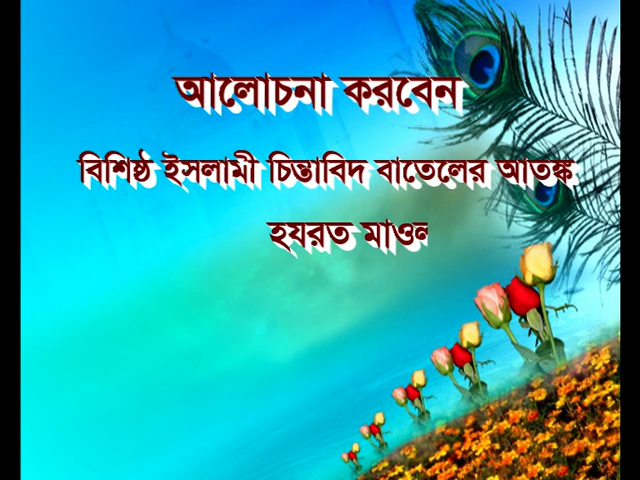 আলোচনা করবেন
বিশিষ্ঠ ইসলামী চিন্তাবিদ বাতেলের আতঙ্ক
হযরত মাওল